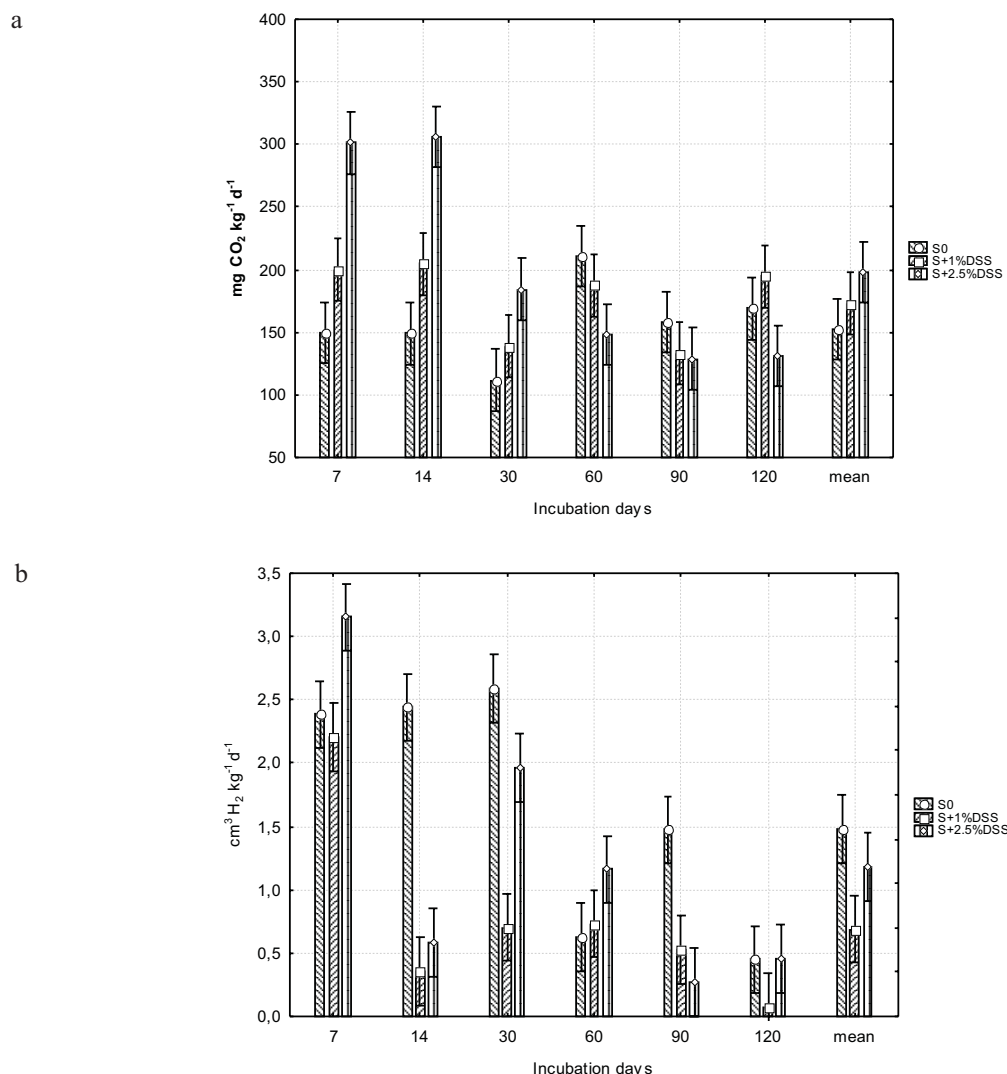 a
400
350
300
250
200
150
100
50
mg CO₂ kg⁻¹ d⁻¹
7 14 30 60 90 120 mean
Incubation days
S0
S+1%DSS
S+2.5%DSS
b
3,5
3,0
2,5
2,0
1,5
1,0
0,5
0,0
cm³ H₂ kg⁻¹ d⁻¹
7 14 30 60 90 120 mean
Incubation days
S0
S+1%DSS
S+2.5%DSS